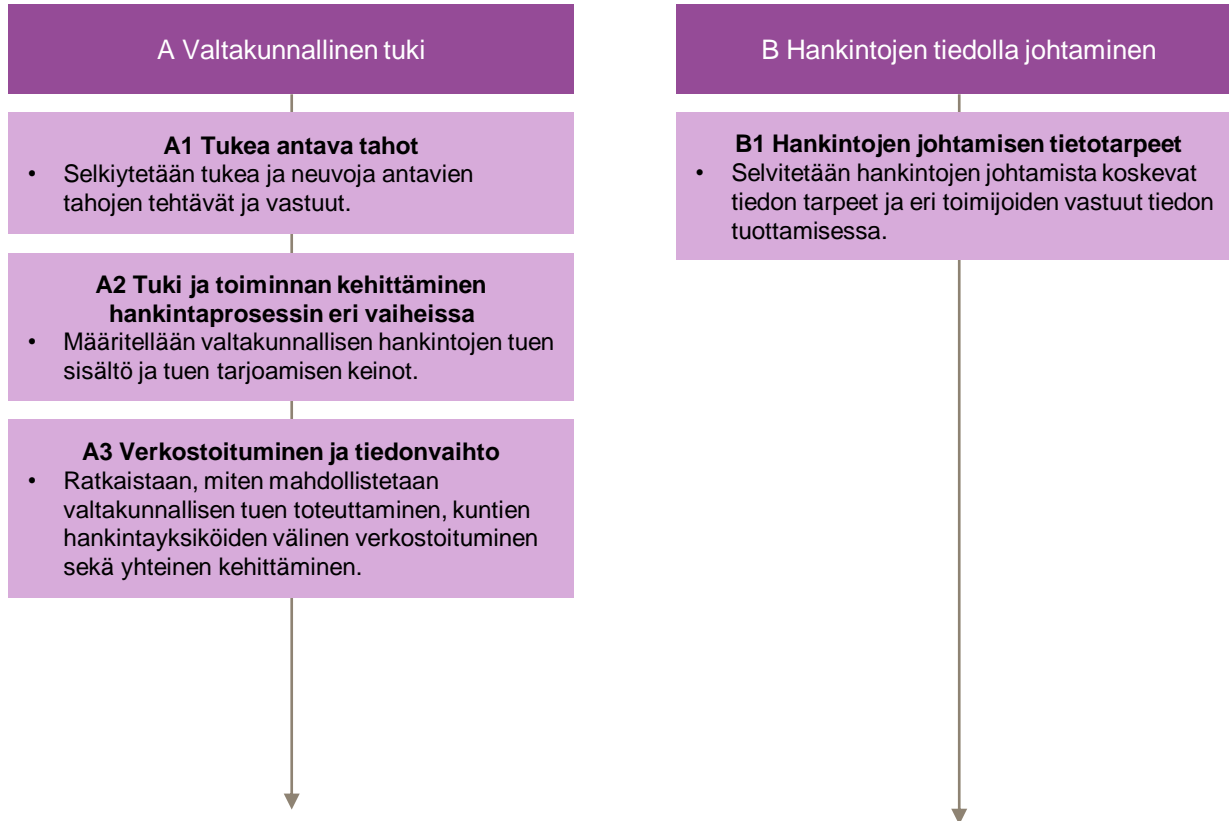 A Valtakunnallinen tuki
A1 Tukea antava tahot
• Selkiytetään tukea ja neuvoja antavien
tahojen tehtävät ja vastuut.
A2 Tuki ja toiminnan kehittäminen
hankintaprosessin eri vaiheissa
• Määritellään valtakunnallisen hankintojen tuen
sisältö ja tuen tarjoamisen keinot.
A3 Verkostoituminen ja tiedonvaihto
• Ratkaistaan, miten mahdollistetaan
valtakunnallisen tuen toteuttaminen, kuntien
hankintayksiköiden välinen verkostoituminen
sekä yhteinen kehittäminen.
B Hankintojen tiedolla johtaminen
B1 Hankintojen johtamisen tietotarpeet
• Selvitetään hankintojen johtamista koskevat
tiedon tarpeet ja eri toimijoiden vastuut tiedon
tuottamisessa.